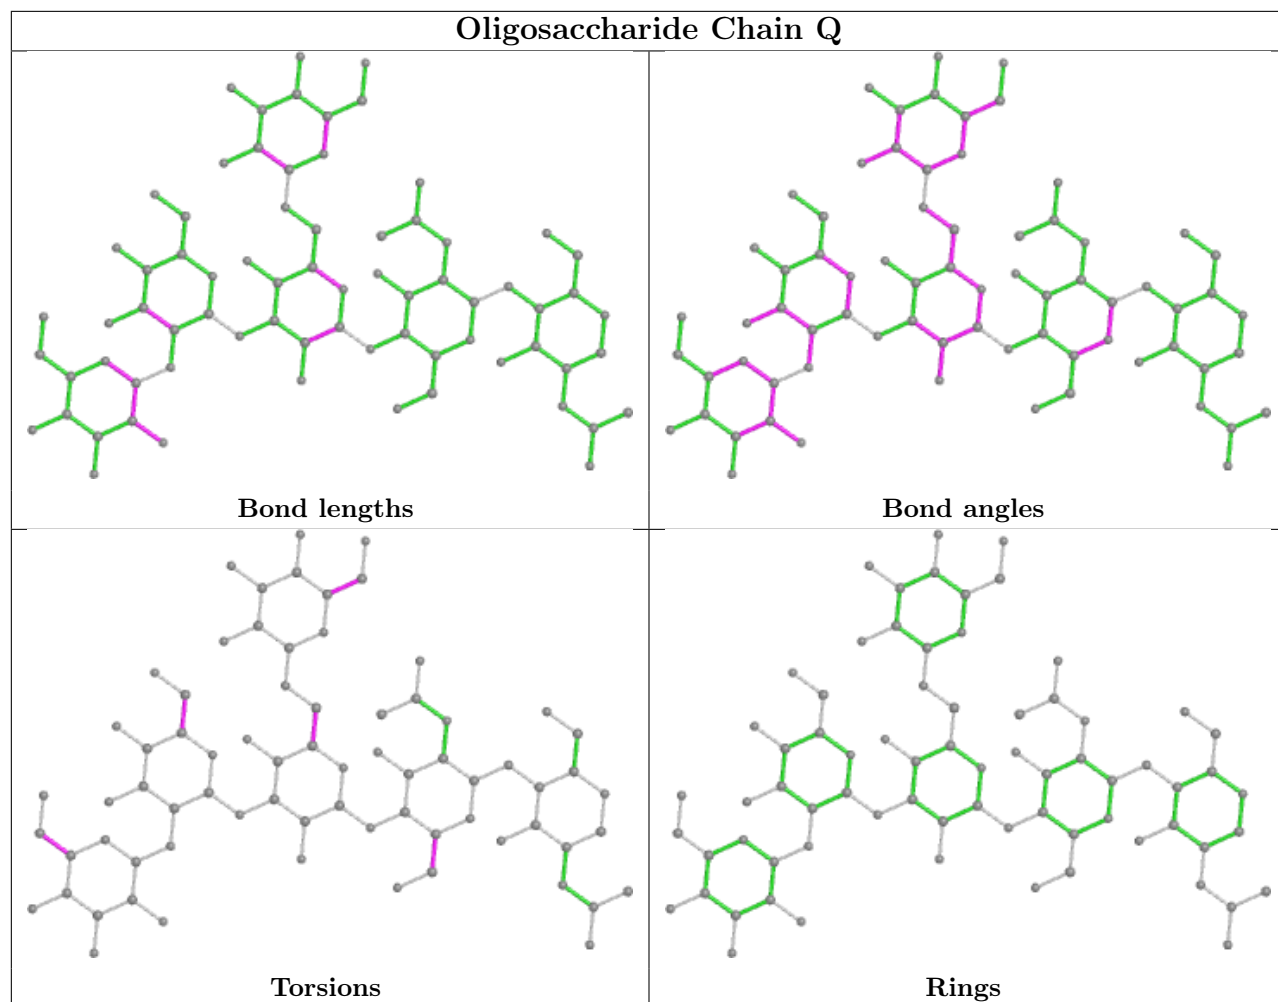 Oligosaccharide Chain Q
Bond lengths
Bond angles
Torsions
Rings